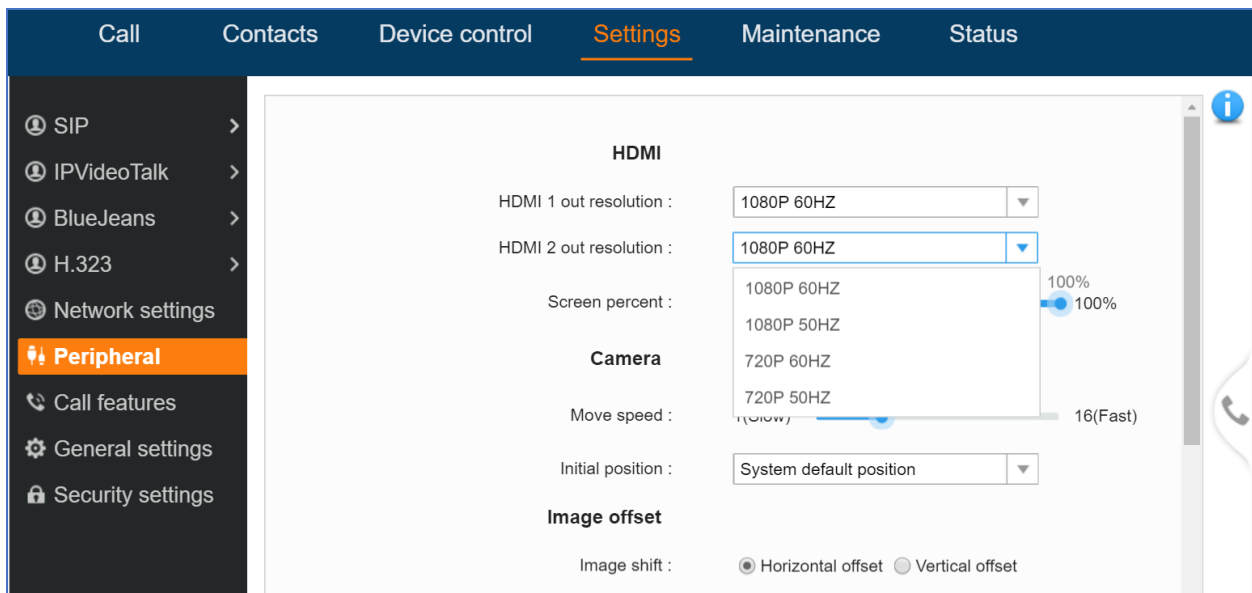 Call Contacts Device control Settings Maintenance Status
SIP
IPVideoTalk
BlueJeans
H.323
Network settings
Peripheral
Call features
General settings
Security settings
HDMI
HDMI 1 out resolution : 1080P 60HZ
HDMI 2 out resolution : 1080P 60HZ
1080P 60HZ
1080P 50HZ
720P 60HZ
720P 50HZ
100%
Screen percent : 100%
Camera
Move speed : 1(Slow) 16(Fast)
Initial position : System default position
Image offset
Image shift : Horizontal offset Vertical offset